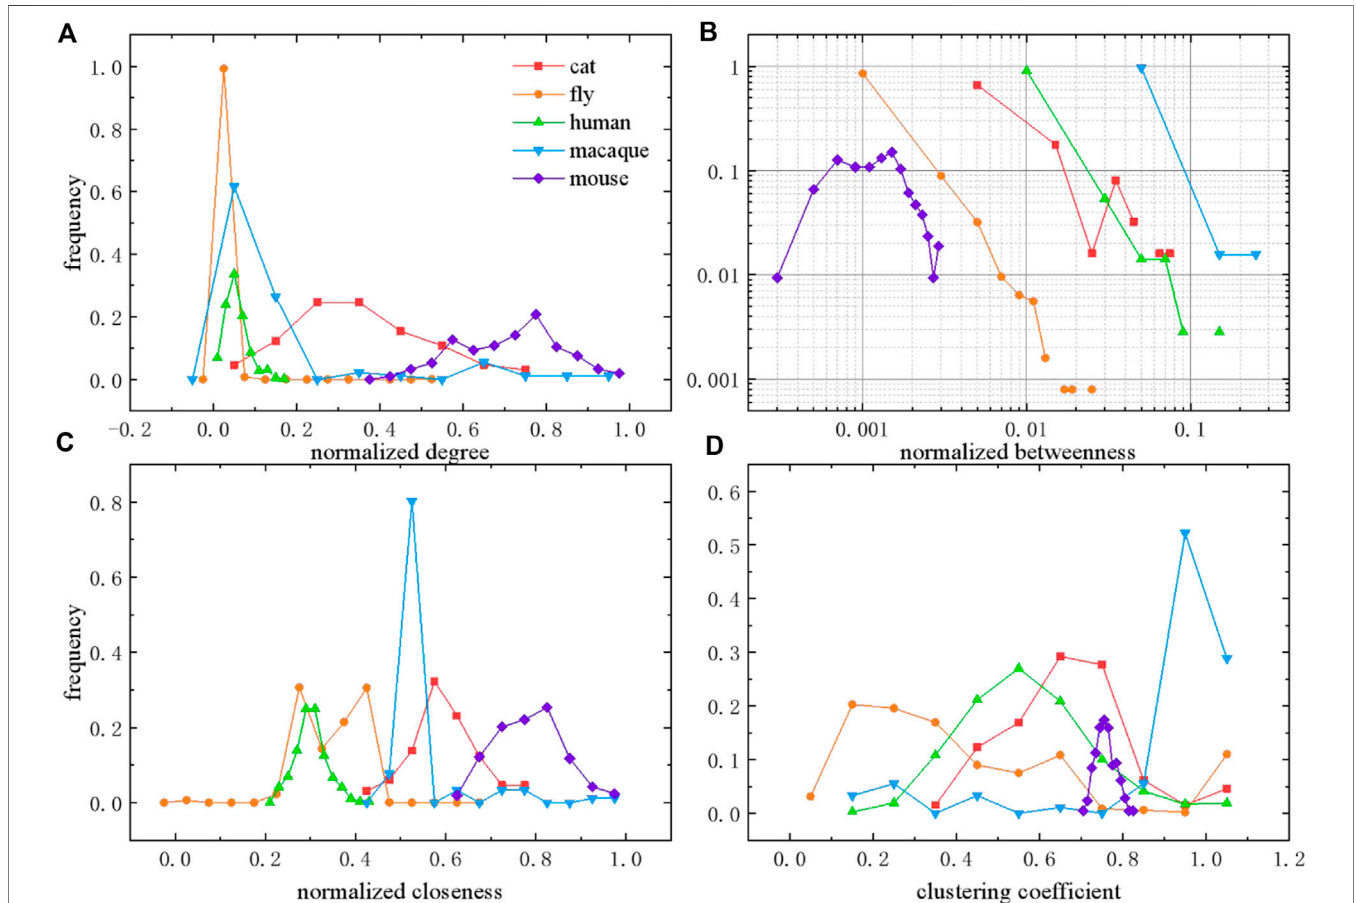 A
B
1.0
0.8
0.6
0.4
0.2
0.0
frequency
cat
fly
human
macaque
mouse
-0.2 0.0 0.2 0.4 0.6 0.8 1.0
normalized degree
1
0.1
0.01
0.001
0.001 0.01 0.1
normalized betweenness
C
D
0.8
0.6
0.4
0.2
0.0
frequency
0.0 0.2 0.4 0.6 0.8 1.0
normalized closeness
0.6
0.5
0.4
0.3
0.2
0.1
0.0
0.0 0.2 0.4 0.6 0.8 1.0 1.2
clustering coefficient